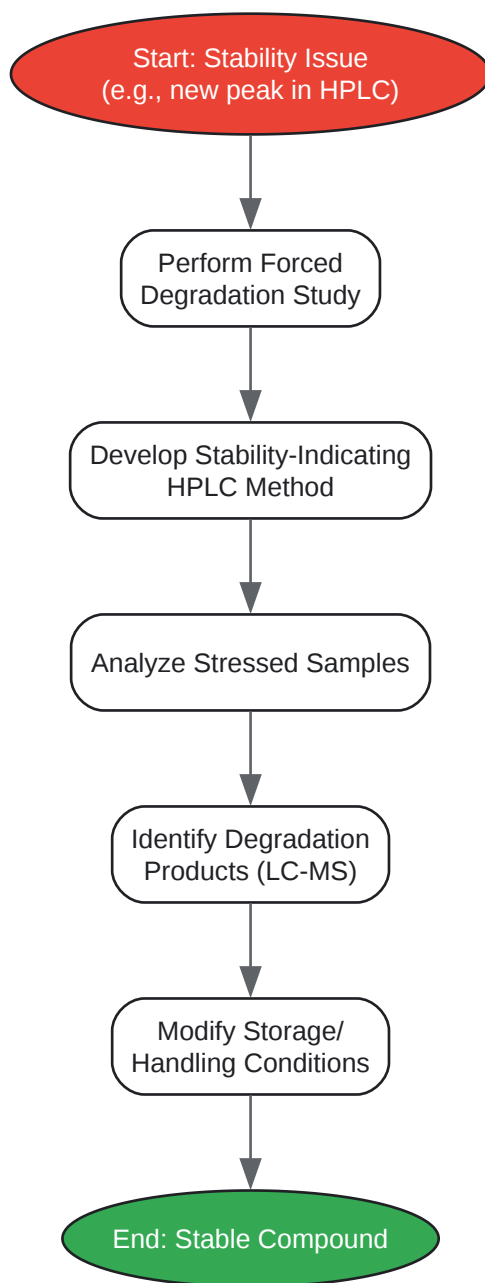 Start: Stability Issue
(e.g., new peak in HPLC)
Perform Forced
Degradation Study
Develop Stability-Indicating
HPLC Method
Analyze Stressed Samples
Identify Degradation
Products (LC-MS)
Modify Storage/
Handling Conditions
End: Stable Compound